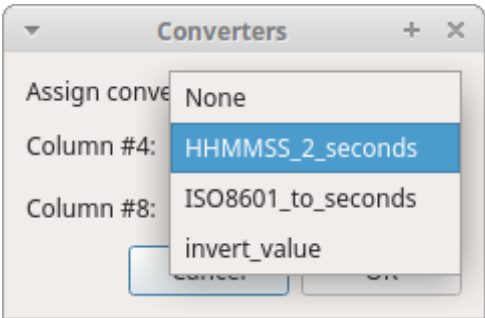 Converters
Assign conve
None
Column #4:
HHMMSS_2_seconds
Column #8:
ISO8601_to_seconds
invert_value
Cancel
OK